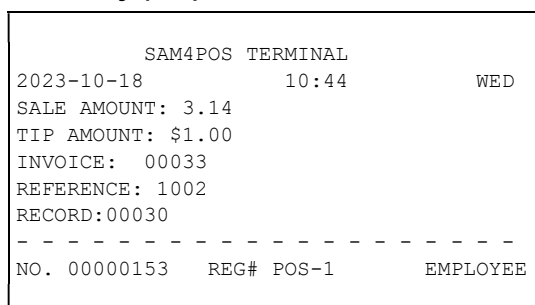 SAM4POS TERMINAL
2023-10-18 10:44 WED
SALE AMOUNT: 3.14
TIP AMOUNT: $1.00
INVOICE: 00033
REFERENCE: 1002
RECORD:00030
- - - - - - - - - - - - - - - - - - - - -
NO. 00000153 REG# POS-1 EMPLOYEE